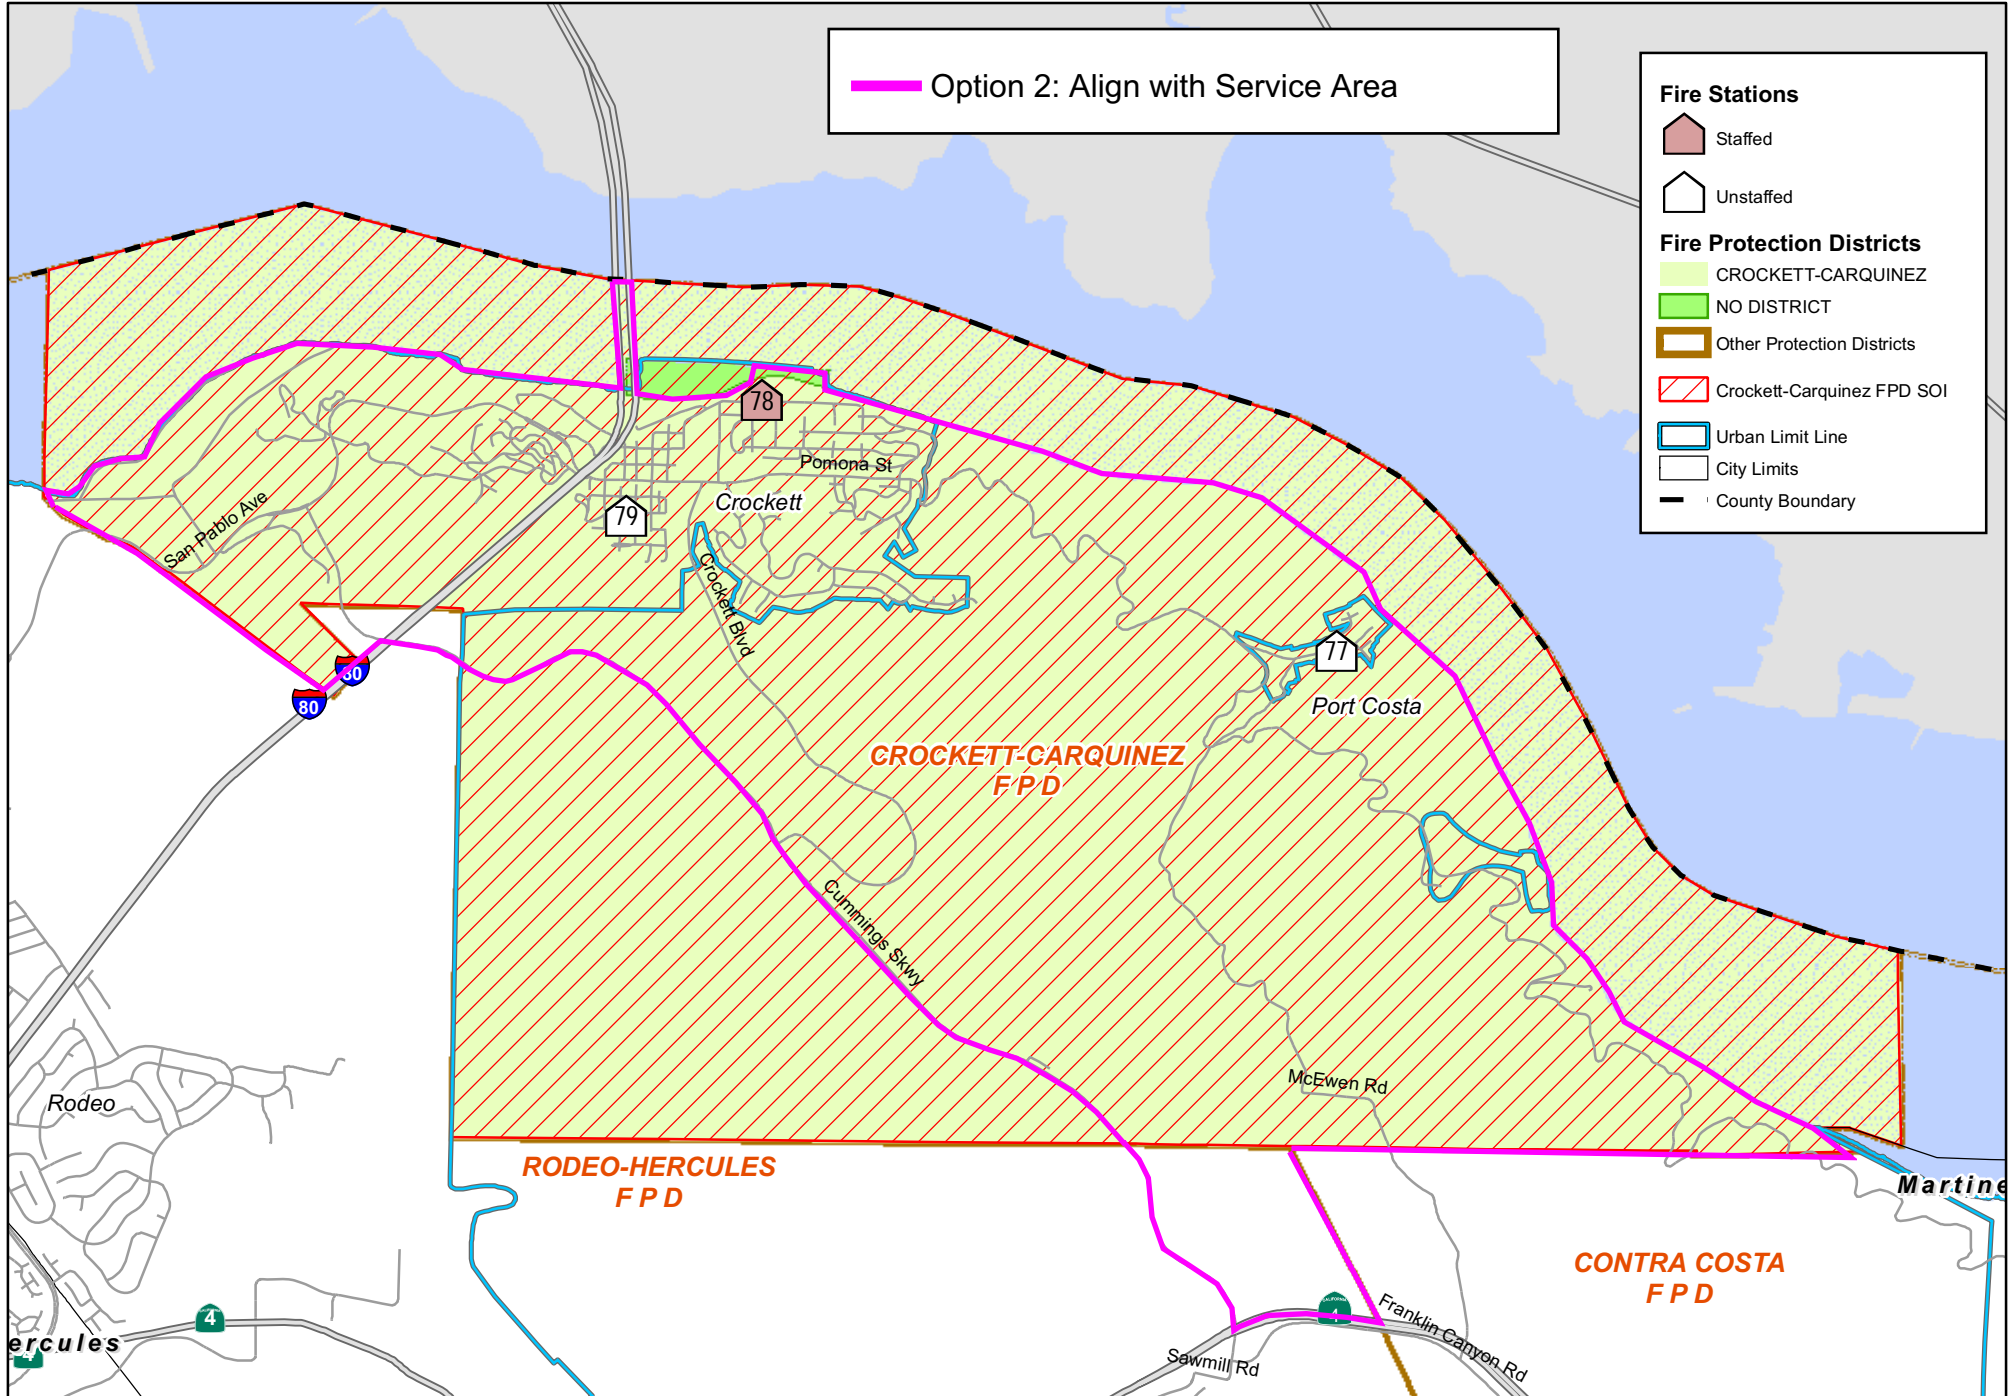 Option 2: Align with Service Area
Fire Stations
Staffed
Unstaffed
Fire Protection Districts
CROCKETT-CARQUINEZ
NO DISTRICT
Other Protection Districts
Crockett-Carquinez FPD SOI
Urban Limit Line
City Limits
County Boundary
78
Pomona St
Crockett
79
San Pablo Ave
Crockett Blvd
77
Port Costa
80
80
CROCKETT-CARQUINEZ
F P D
Cummings Skwy
McEwen Rd
Rodeo
RODEO-HERCULES
F P D
Martine
CONTRA COSTA
F P D
CALIFORNIA
4
Franklin Canyon Rd
4
ercules
4
Sawmill Rd